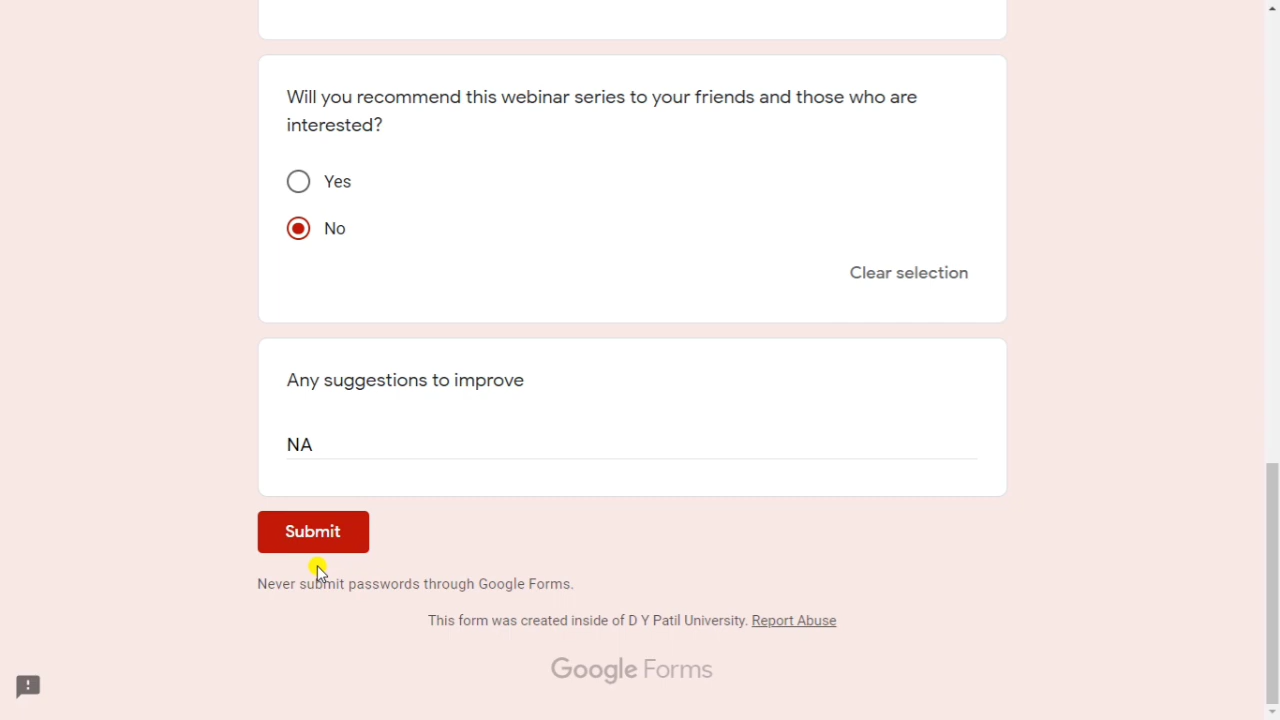 Will you recommend this webinar series to your friends and those who are
interested?
Yes
No
Clear selection
Any suggestions to improve
NA
Submit
Never submit passwords through Google Forms.
This form was created inside of D Y Patil University. Report Abuse
Google Forms